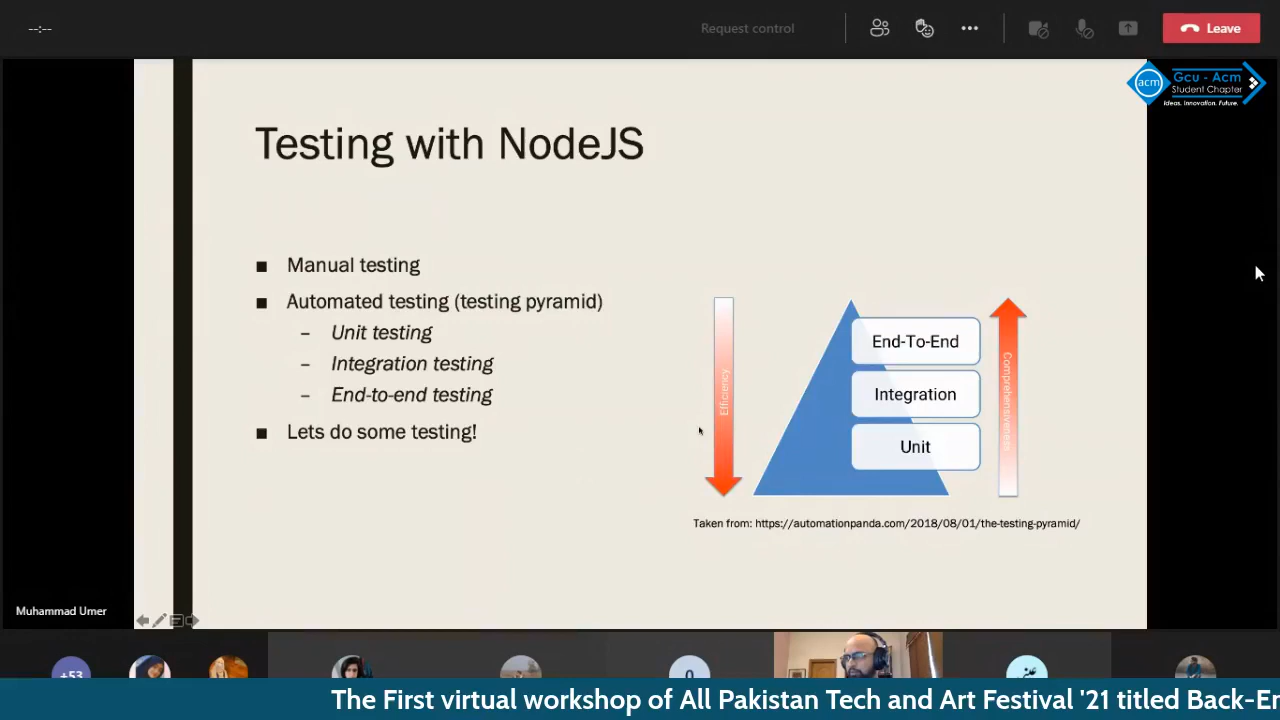 --:--
Request control
Leave
acm
Gcu - Acm
Student Chapter
Ideas. Innovation. Future.
Testing with NodeJS
Manual testing
Automated testing (testing pyramid)
– Unit testing
– Integration testing
– End-to-end testing
Lets do some testing!
Efficiency
End-To-End
Integration
Unit
Comprehensiveness
Taken from: https://automationpanda.com/2018/08/01/the-testing-pyramid/
Muhammad Umer
+53
The First virtual workshop of All Pakistan Tech and Art Festival '21 titled Back-En